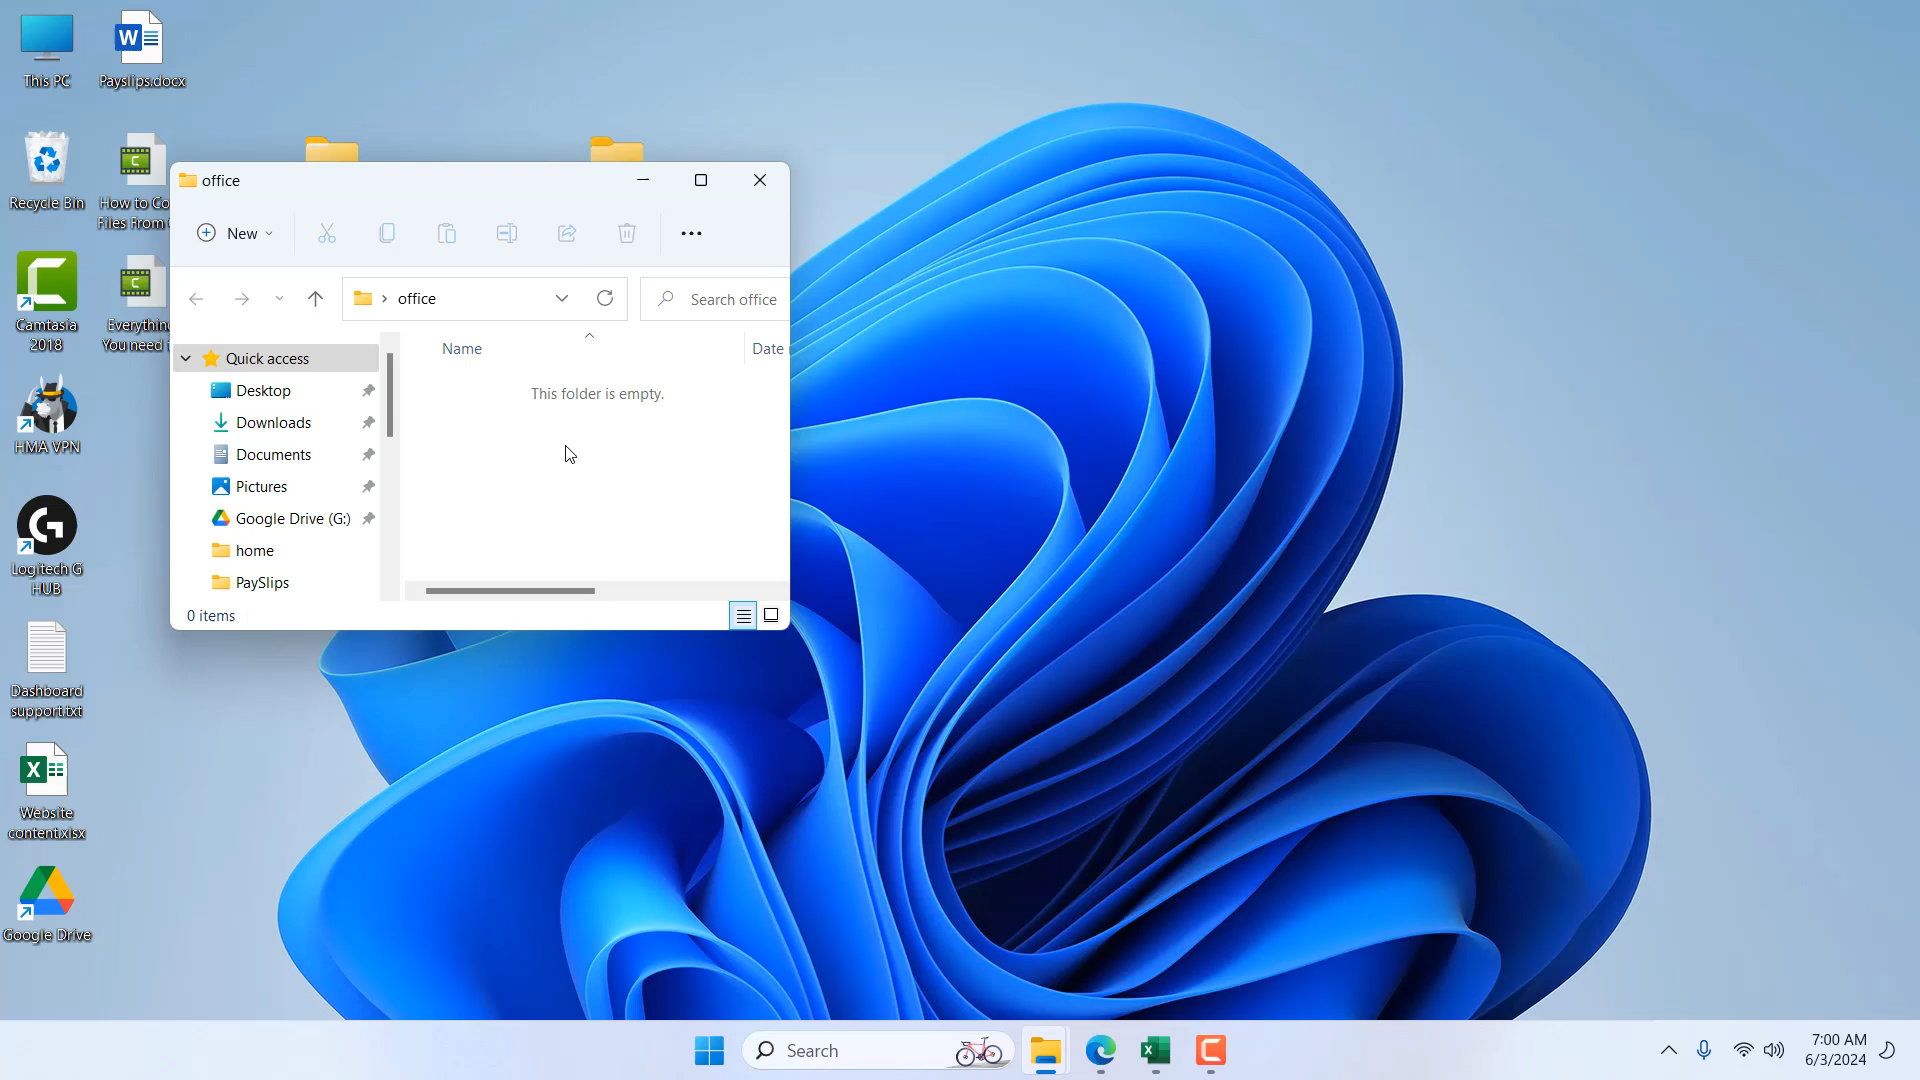 This PC
Payslips.docx
Recycle Bin
How to Co
Files From
Camtasia
2018
Everything
You need i
HMA VPN
Logitech G
HUB
Dashboard
support.txt
Website
content.xlsx
Google Drive
office
New
office
Search office
Name
Date
This folder is empty.
Quick access
Desktop
Downloads
Documents
Pictures
Google Drive (G:)
home
PaySlips
0 items
Search
7:00 AM
6/3/2024